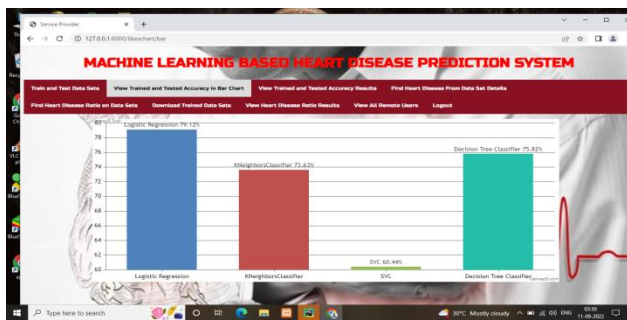 Service Provider
127.0.0.1:8000/likeschart/bar
MACHINE LEARNING BASED HEART DISEASE PREDICTION SYSTEM
Train and Test Data Sets View Trained and Tested Accuracy in Bar Chart View Trained and Tested Accuracy Results Find Heart Disease From Data Set Details
Find Heart Disease Ratio on Data Sets Download Trained Data Sets View Heart Disease Ratio Results View All Remote Users Logout
80
Logistic Regression 79.12%
78
76
Decision Tree Classifier 75.82%
74
KNeighborsClassifier 73.63%
72
70
68
66
64
62
SVC 60.44%
60
Logistic Regression KNeighborsClassifier SVC Decision Tree Classifier
Type here to search
30°C Mostly cloudy ENG 03:30
11-09-2022